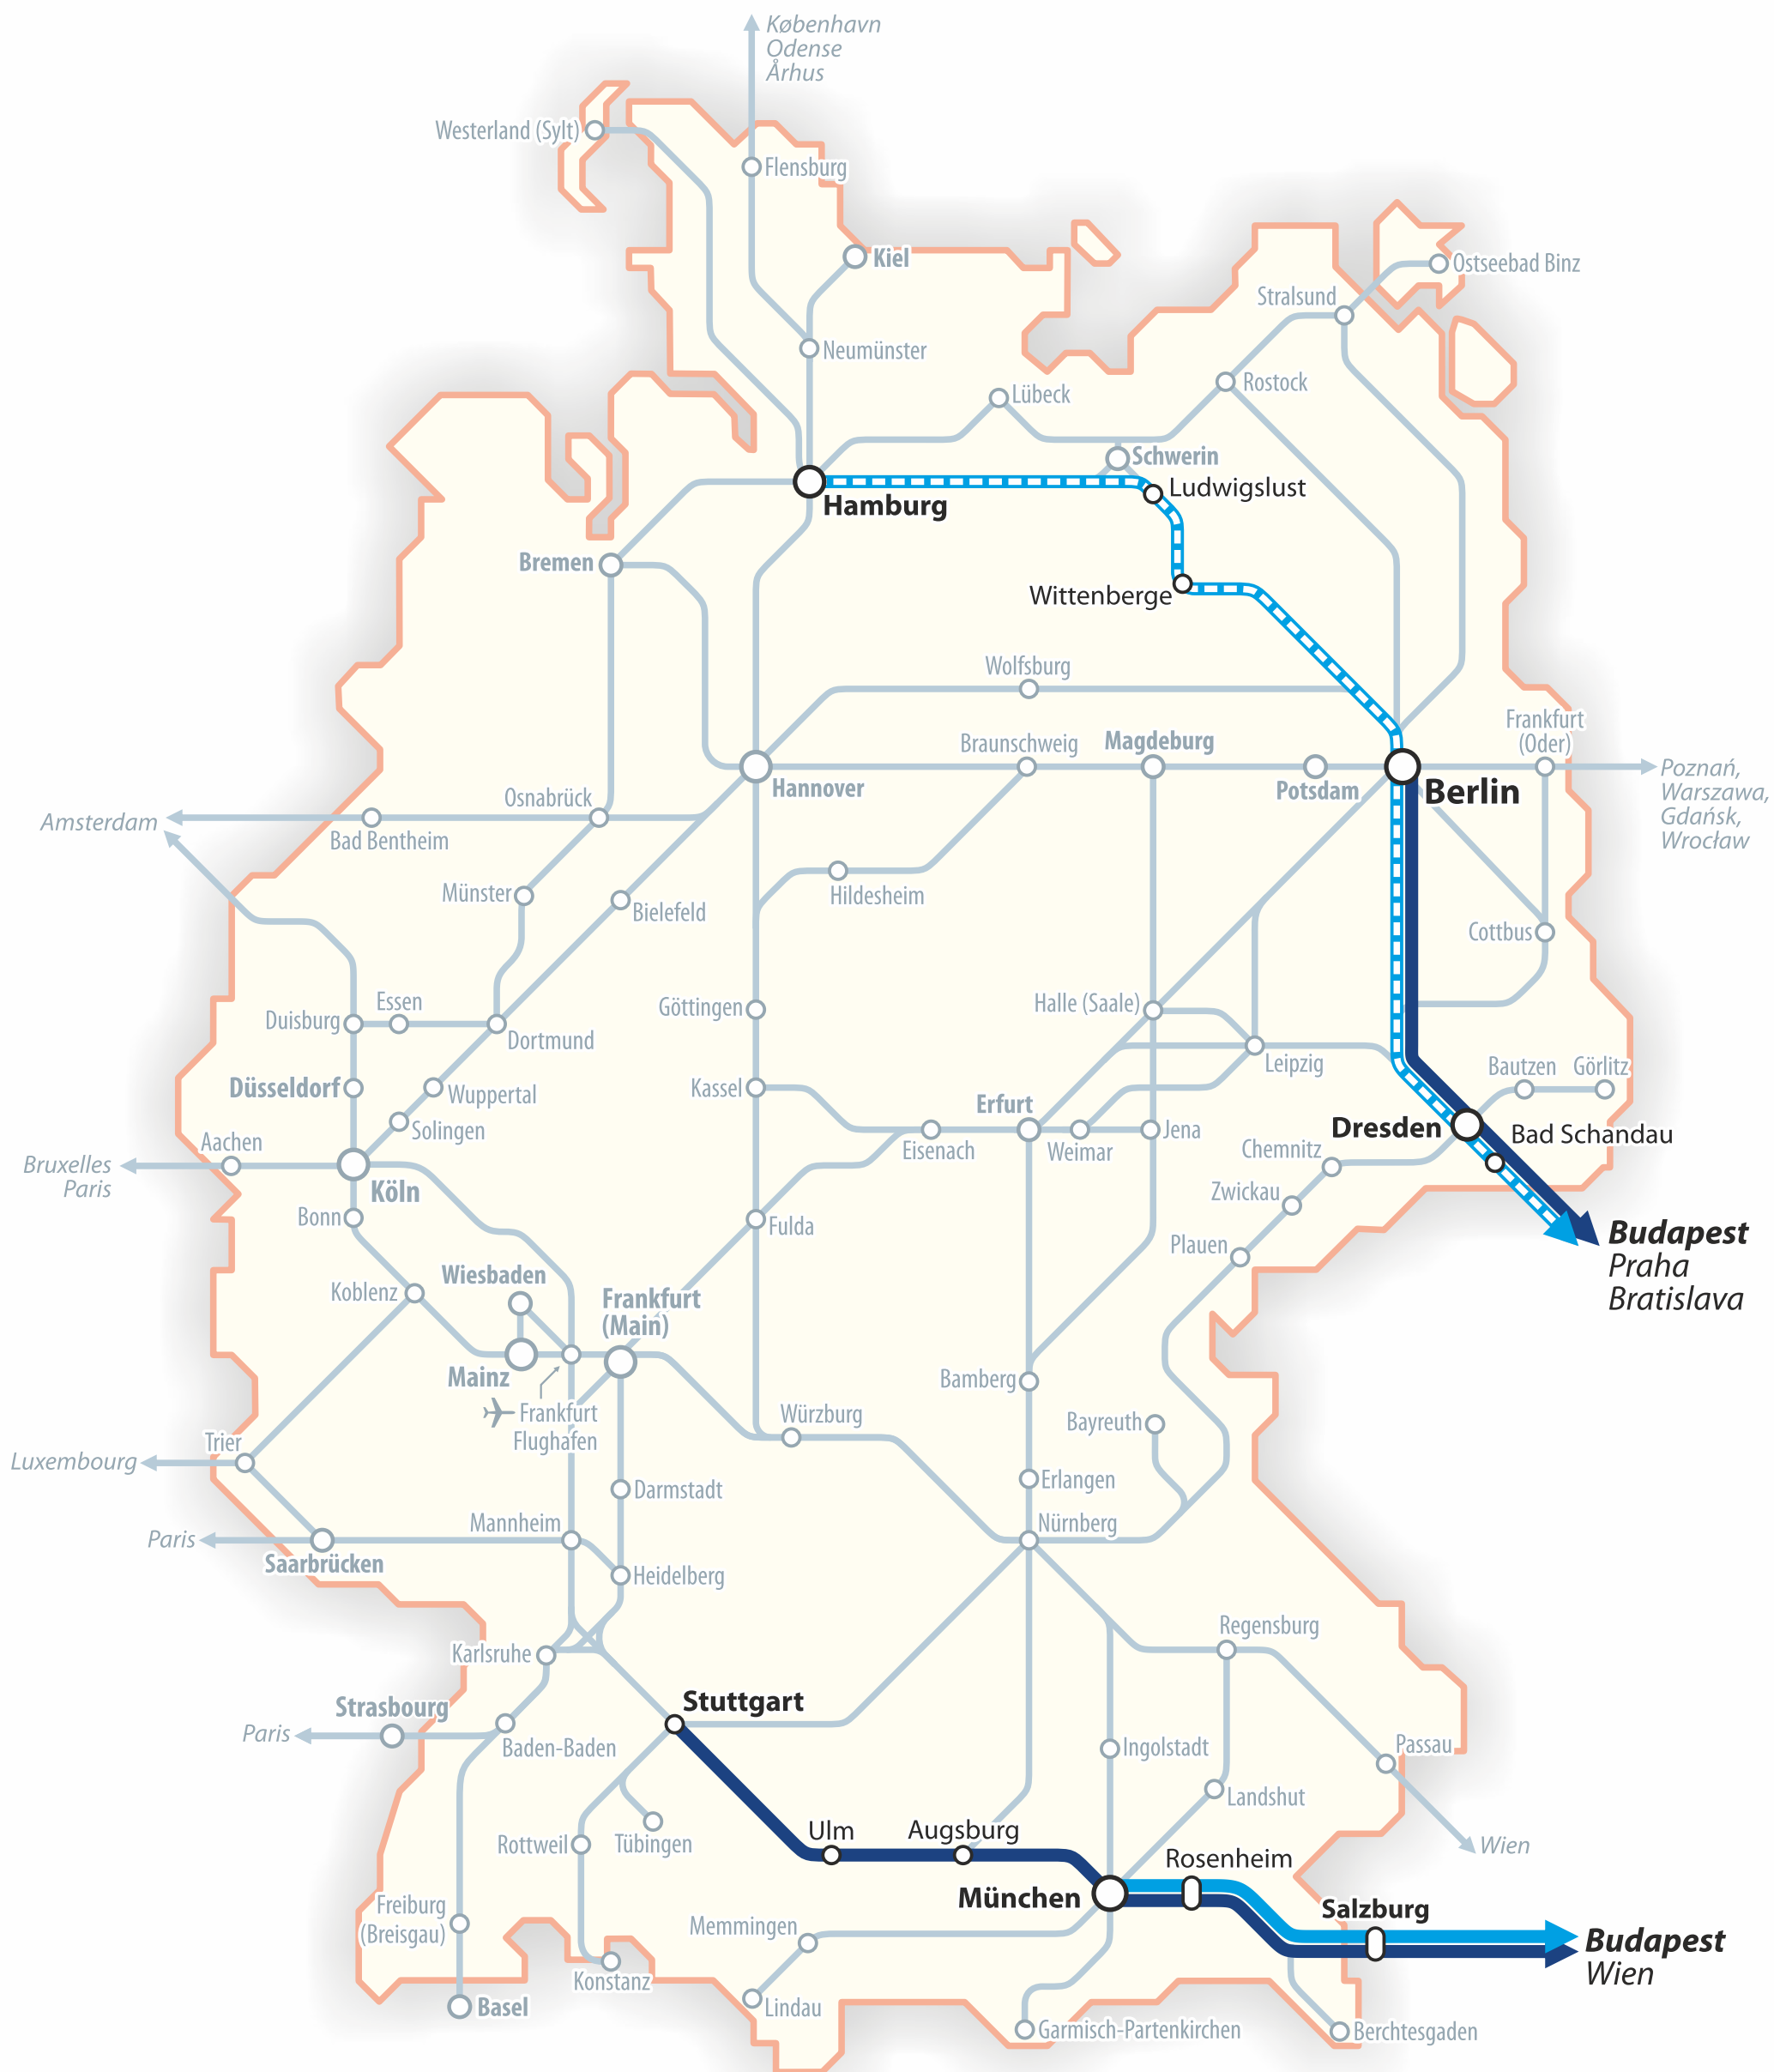 København
Odense
Århus
Westerland (Sylt)
Flensburg
Kiel
Ostseebad Binz
Stralsund
Neumünster
Rostock
Lübeck
Schwerin
Ludwigslust
Hamburg
Bremen
Wittenberge
Wolfsburg
Frankfurt
(Oder)
Braunschweig
Magdeburg
Poznań,
Warszawa,
Gdańsk,
Wrocław
Hannover
Potsdam
Berlin
Osnabrück
Amsterdam
Bad Bentheim
Münster
Bielefeld
Hildesheim
Cottbus
Essen
Göttingen
Halle (Saale)
Duisburg
Dortmund
Leipzig
Bautzen
Görlitz
Düsseldorf
Wuppertal
Kassel
Erfurt
Solingen
Dresden
Bad Schandau
Aachen
Eisenach
Weimar
Jena
Chemnitz
Bruxelles
Paris
Köln
Zwickau
Bonn
Fulda
Plauen
Budapest
Praha
Bratislava
Wiesbaden
Koblenz
Frankfurt
(Main)
Mainz
Bamberg
Frankfurt
Flughafen
Würzburg
Bayreuth
Trier
Luxembourg
Erlangen
Darmstadt
Mannheim
Nürnberg
Paris
Saarbrücken
Heidelberg
Regensburg
Karlsruhe
Stuttgart
Strasbourg
Paris
Baden-Baden
Ingolstadt
Passau
Landshut
Ulm
Augsburg
Wien
Rottweil
Tübingen
Rosenheim
München
Salzburg
Freiburg
(Breisgau)
Memmingen
Budapest
Wien
Konstanz
Basel
Lindau
Garmisch-Partenkirchen
Berchtesgaden